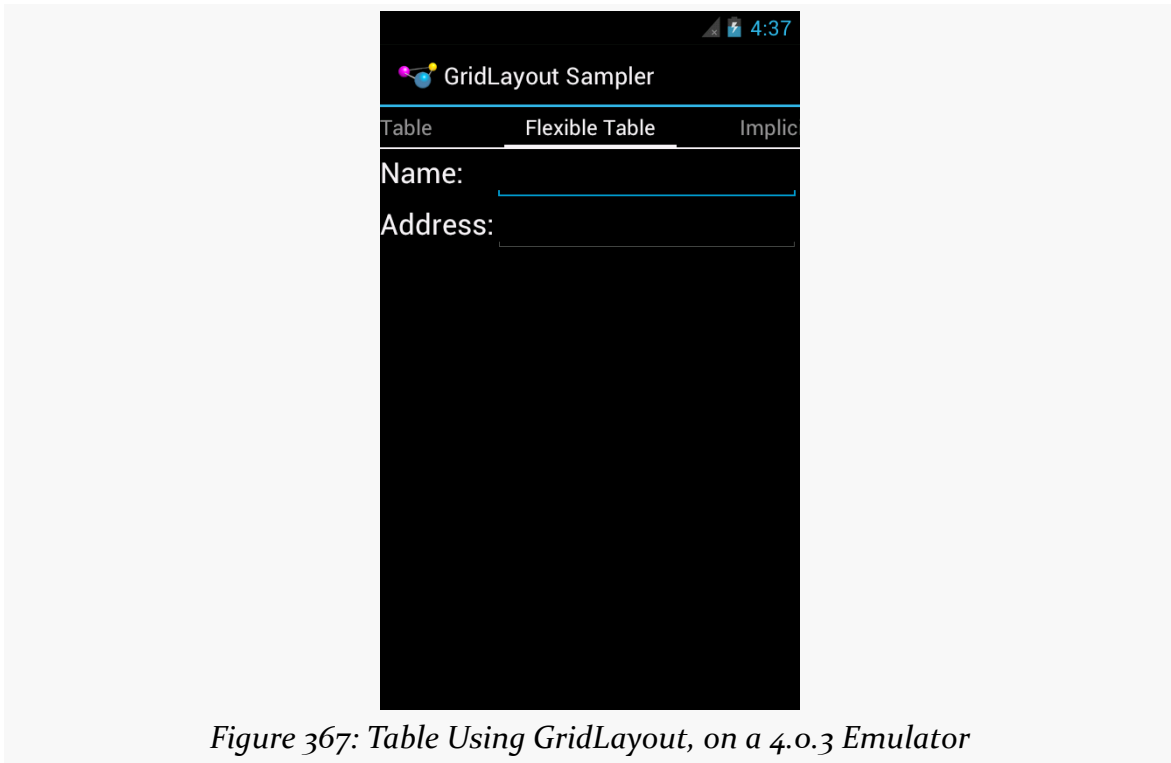 4:37
GridLayout Sampler
Table Flexible Table Implici
Name:
Address:
Figure 367: Table Using GridLayout, on a 4.0.3 Emulator